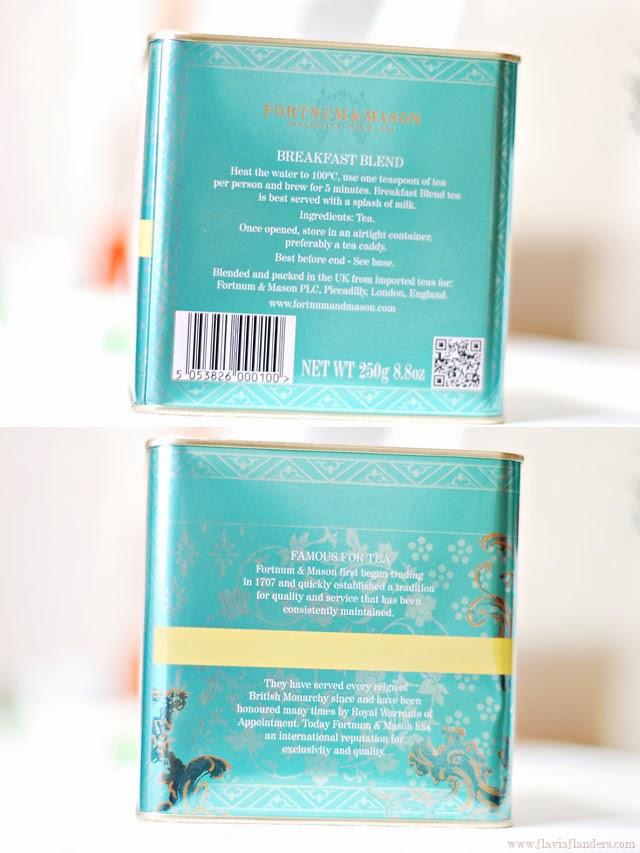 FORTNUM & MASON
BREAKFAST BLEND
Heat the water to 100ºC, use one teaspoon of tea
per person and brew for 5 minutes. Breakfast Blend tea
is best served with a splash of milk.
Ingredients: Tea.
Once opened, store in an airtight container,
preferably a tea caddy.
Best before end - See base.
Blended and packed in the UK from imported teas for:
Fortnum & Mason PLC, Piccadilly, London, England.
www.fortnumandmason.com
5 053826 000100 >
NET WT 250g 8.8oz
FAMOUS FOR TEA
Fortnum & Mason first began trading
in 1707 and quickly established a tradition
for quality and service that has been
consistently maintained.
They have served every reign of
British Monarchy since and have been
honoured many times by Royal Warrants of
Appointment. Today Fortnum & Mason has
an international reputation for
exclusivity and quality.
www.flaviaflanders.com